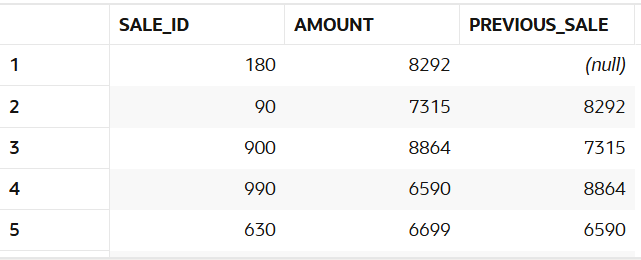 SALE_ID AMOUNT PREVIOUS_SALE
1 180 8292 (null)
2 90 7315 8292
3 900 8864 7315
4 990 6590 8864
5 630 6699 6590